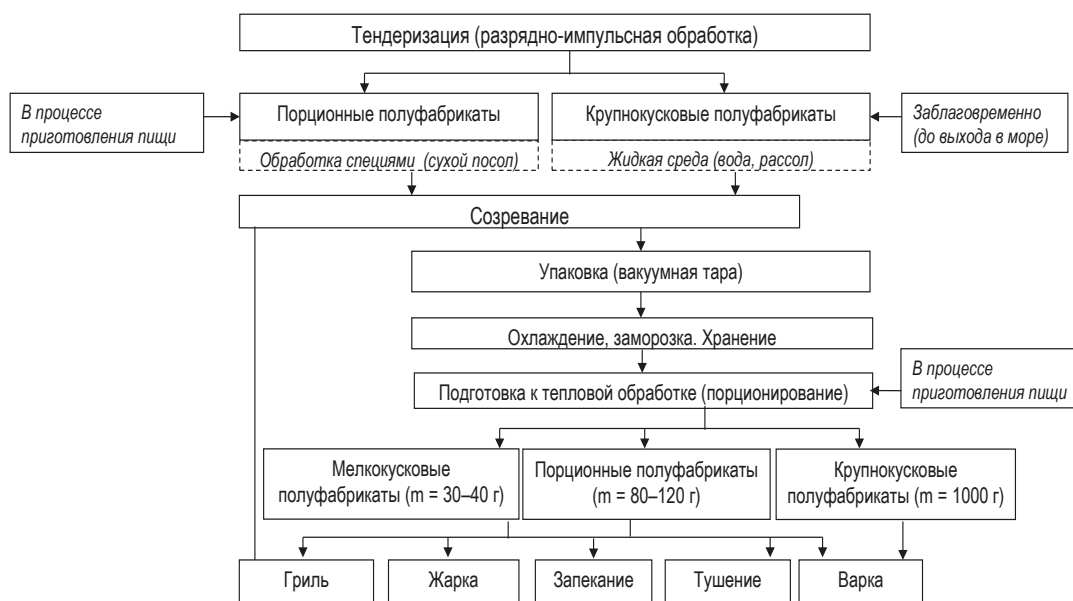 Тендеризация (разрядно-импульсная обработка)
В процессе
приготовления пищи
Порционные полуфабрикаты
Крупнокусковые полуфабрикаты
Заблаговременно
(до выхода в море)
Обработка специями (сухой посол)
Жидкая среда (вода, рассол)
Созревание
Упаковка (вакуумная тара)
Охлаждение, заморозка. Хранение
Подготовка к тепловой обработке (порционирование)
В процессе
приготовления пищи
Мелкокусковые
полуфабрикаты (m = 30–40 г)
Порционные полуфабрикаты
(m = 80–120 г)
Крупнокусковые
полуфабрикаты (m = 1000 г)
Гриль
Жарка
Запекание
Тушение
Варка